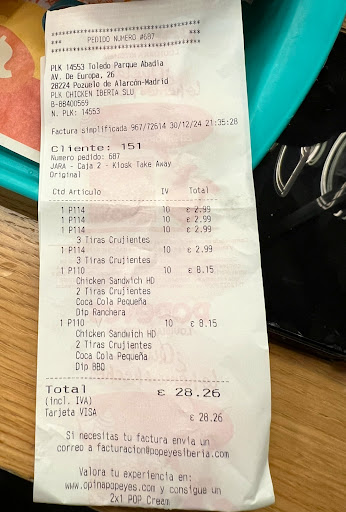 *** PEDIDO NUMERO #687 ***
PLK 14553 Toledo Parque Abadia
AV. De Europa, 26
28224 Pozuelo de Alarcón-Madrid
PLK CHICKEN IBERIA SLU
B-88400569
N. PLK: 14553
Factura simplificada 967/72614 30/12/24 21:35:28
Cliente: 151
Numero pedido: 687
JARA - Caja 2 - Kiosk Take Away
Original
Ctd Articulo IV Total
1 P114 10 € 2.99
1 P114 10 € 2.99
1 P114 10 € 2.99
3 Tiras Crujientes
1 P114 10 € 2.99
3 Tiras Crujientes
1 P110 10 € 8.15
Chicken Sandwich HD
2 Tiras Crujientes
Coca Cola Pequeña
Dip Ranchera
1 P110 10 € 8.15
Chicken Sandwich HD
2 Tiras Crujientes
Coca Cola Pequeña
Dip BBQ
Total € 28.26
(incl. IVA)
Tarjeta VISA € 28.26
Si necesitas tu factura envia un
correo a facturacion@popeyesiberia.com
Valora tu experiencia en:
www.opinapopeyes.com y consigue un
2x1 POP Cream